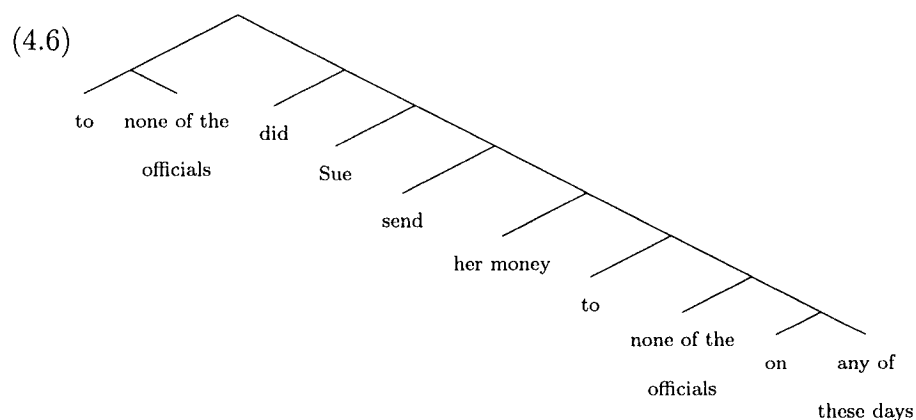 (4.6)
to none of the did
officials
Sue
send
her money
to
none of the
on any of
officials
these days